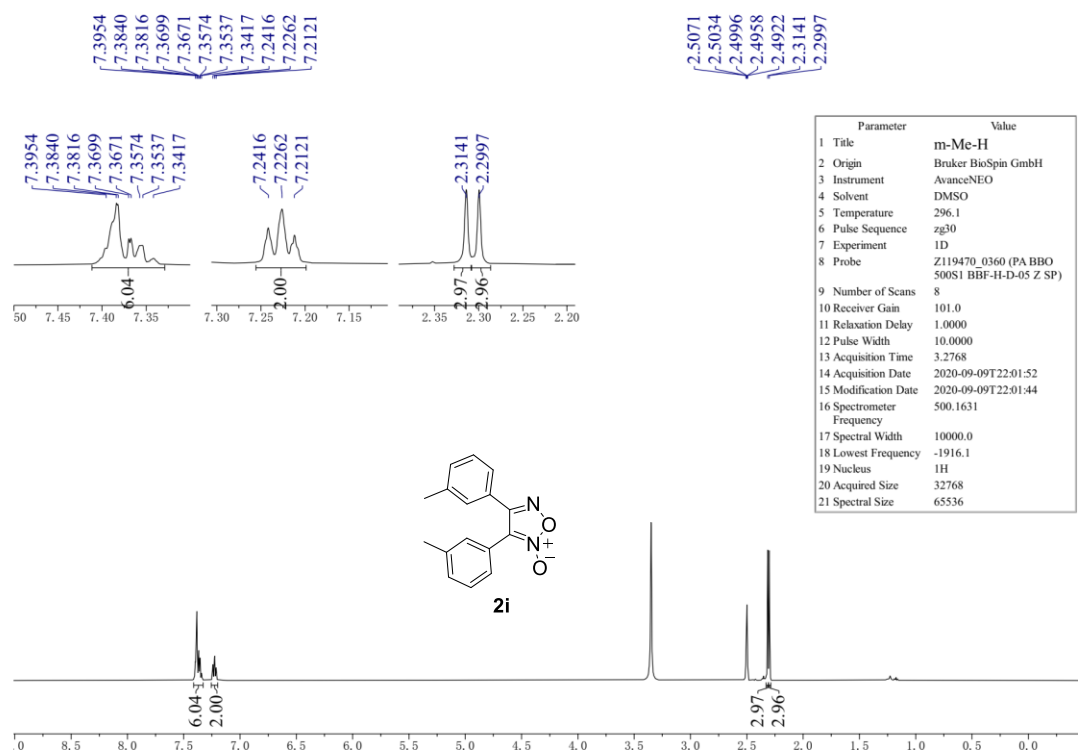 7.3954
7.3840
7.3816
7.3699
7.3671
7.3574
7.3537
7.3417
7.2416
7.2262
7.2121
2.5071
2.5034
2.4996
2.4958
2.4922
2.3141
2.2997
7.3954
7.3840
7.3816
7.3699
7.3671
7.3574
7.3537
7.3417
7.2416
7.2262
7.2121
2.3141
2.2997
6.04
2.00
2.97
2.96
50 7.45 7.40 7.35
7.30 7.25 7.20 7.15
2.35 2.30 2.25 2.20
Parameter Value
1 Title m-Me-H
2 Origin Bruker BioSpin GmbH
3 Instrument AvanceNEO
4 Solvent DMSO
5 Temperature 296.1
6 Pulse Sequence zg30
7 Experiment 1D
8 Probe Z119470_0360 (PA BBO
500S1 BBF-H-D-05 Z SP)
9 Number of Scans 8
10 Receiver Gain 101.0
11 Relaxation Delay 1.0000
12 Pulse Width 10.0000
13 Acquisition Time 3.2768
14 Acquisition Date 2020-09-09T22:01:52
15 Modification Date 2020-09-09T22:01:44
16 Spectrometer 500.1631
Frequency
17 Spectral Width 10000.0
18 Lowest Frequency -1916.1
19 Nucleus 1H
20 Acquired Size 32768
21 Spectral Size 65536
N
O
N+
O−
2i
6.04
2.00
2.97
2.96
.0 8.5 8.0 7.5 7.0 6.5 6.0 5.5 5.0 4.5 4.0 3.5 3.0 2.5 2.0 1.5 1.0 0.5 0.0